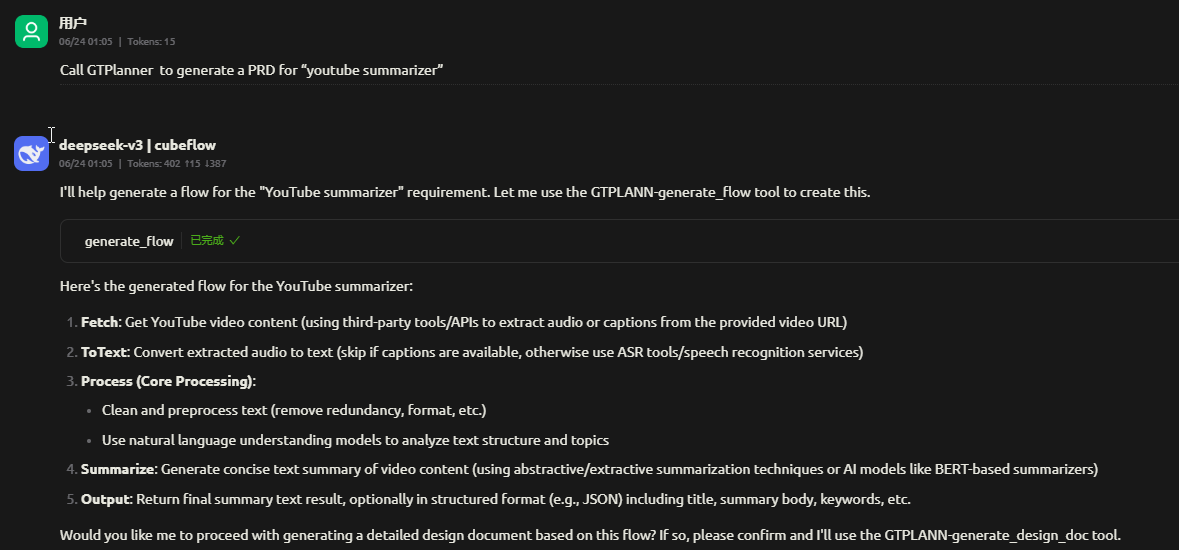 用户
06/24 01:05 | Tokens: 15
Call GTPlanner to generate a PRD for “youtube summarizer”
deepseek-v3 | cubeflow
06/24 01:05 | Tokens: 402 ↑15 ↓387
I'll help generate a flow for the "YouTube summarizer" requirement. Let me use the GTPLANN-generate_flow tool to create this.
generate_flow | 已完成 ✓
Here's the generated flow for the YouTube summarizer:
1. Fetch: Get YouTube video content (using third-party tools/APIs to extract audio or captions from the provided video URL)
2. ToText: Convert extracted audio to text (skip if captions are available, otherwise use ASR tools/speech recognition services)
3. Process (Core Processing):
• Clean and preprocess text (remove redundancy, format, etc.)
• Use natural language understanding models to analyze text structure and topics
4. Summarize: Generate concise text summary of video content (using abstractive/extractive summarization techniques or AI models like BERT-based summarizers)
5. Output: Return final summary text result, optionally in structured format (e.g., JSON) including title, summary body, keywords, etc.
Would you like me to proceed with generating a detailed design document based on this flow? If so, please confirm and I'll use the GTPLANN-generate_design_doc tool.